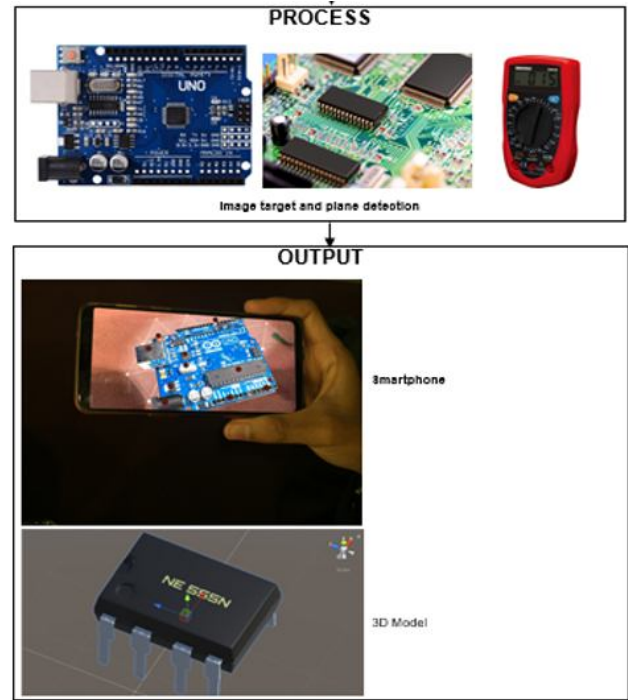 PROCESS
UNO
Image target and plane detection
OUTPUT
Smartphone
NE 555N
3D Model